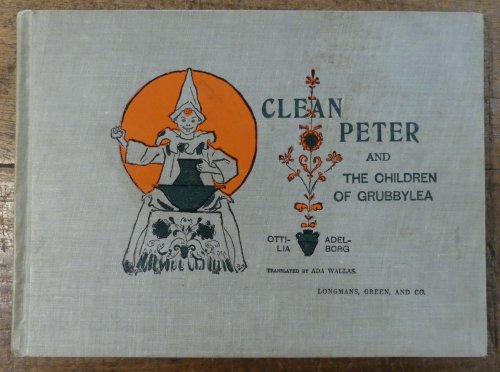 CLEAN
PETER
AND
THE CHILDREN
OF GRUBBYLEA
OTTI- ADEL-
LIA BORG
TRANSLATED BY ADA WALLAS.
LONGMANS, GREEN, AND CO.